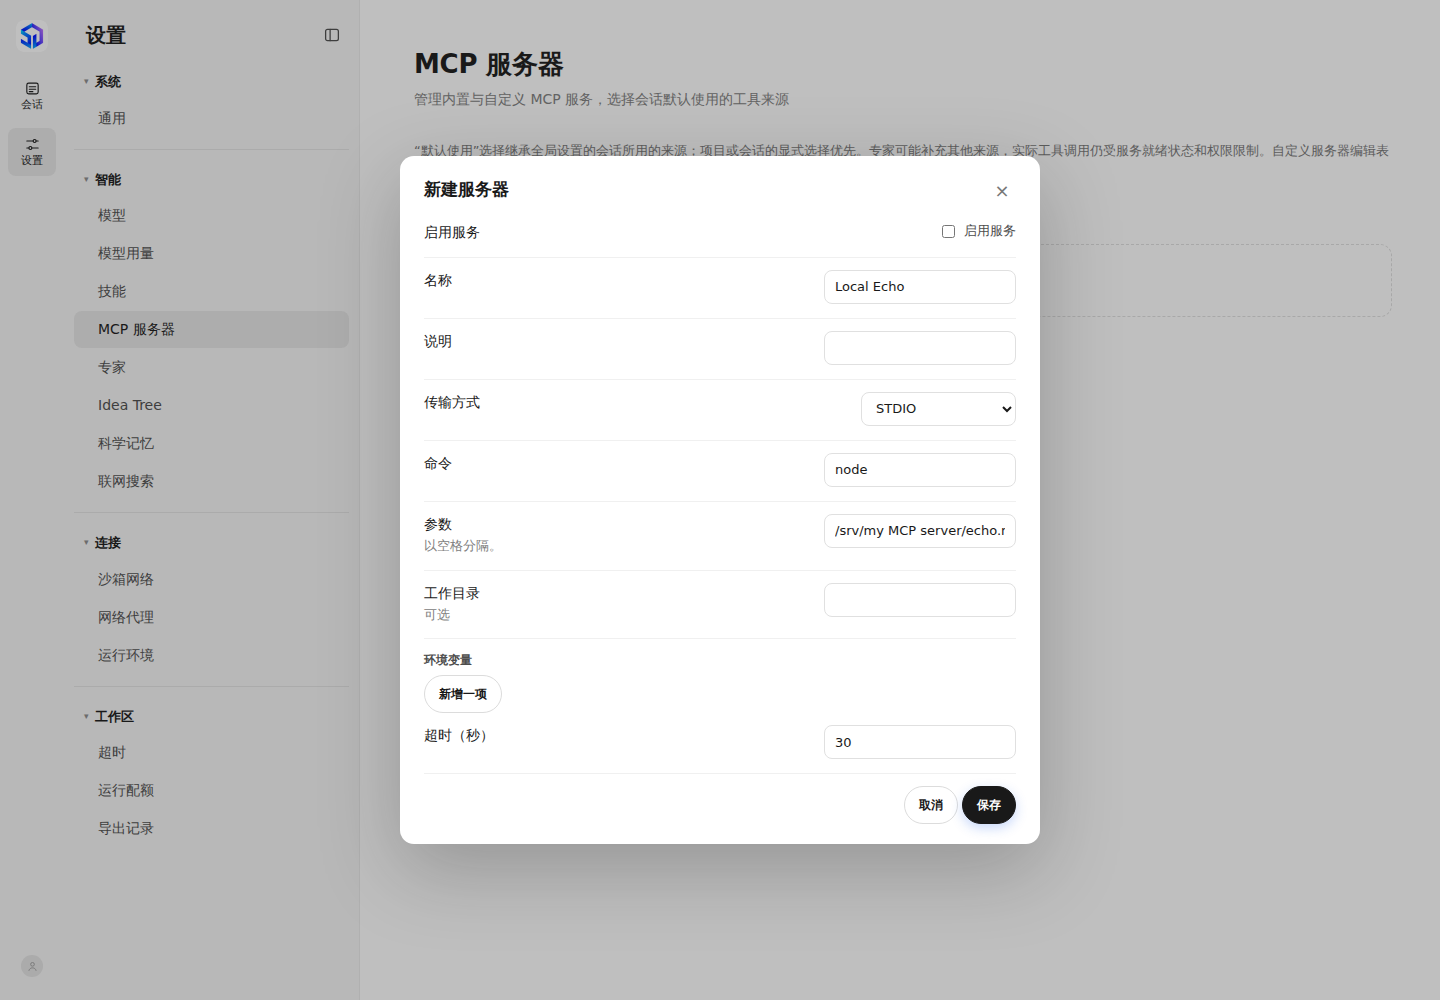 设置
会话
设置
系统
通用
智能
模型
模型用量
技能
MCP 服务器
专家
Idea Tree
科学记忆
联网搜索
连接
沙箱网络
网络代理
运行环境
工作区
超时
运行配额
导出记录
MCP 服务器
管理内置与自定义 MCP 服务，选择会话默认使用的工具来源
“默认使用”选择继承全局设置的会话所用的来源；项目或会话的显式选择优先。专家可能补充其他来源，实际工具调用仍受服务就绪状态和权限限制。自定义服务器编辑表
新建服务器
启用服务
启用服务
名称
Local Echo
说明
传输方式
STDIO
命令
node
参数
/srv/my MCP server/echo.
以空格分隔。
工作目录
可选
环境变量
新增一项
超时（秒）
30
取消
保存